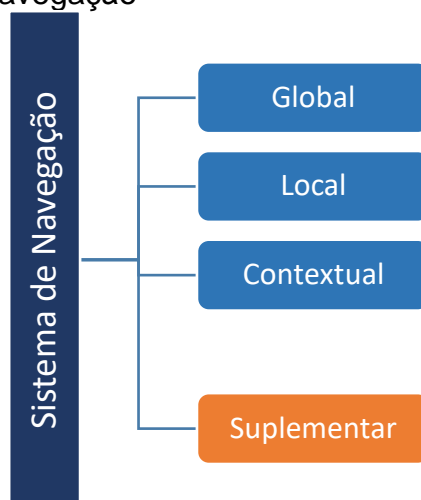 Sistema de Navegação
Global
Local
Contextual
Suplementar